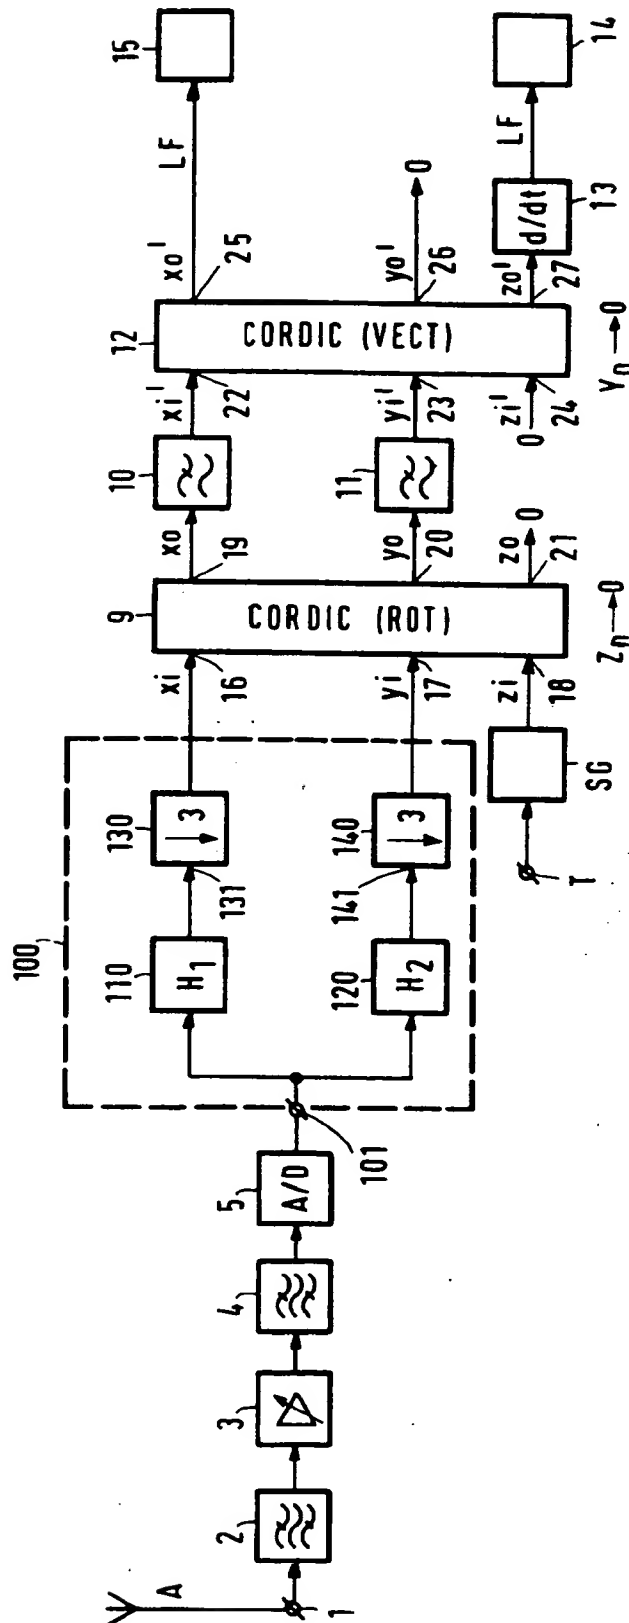 A
1
2
3
4
5
A/D
101
100
110
H1
120
H2
130
3
131
140
3
141
T
SG
xi
16
yi
17
zi
18
9
CORDIC (ROT)
xo
19
yo
20
zo
0
21
Zn → 0
10
11
xi'
22
yi'
23
0
zi'
24
12
CORDIC (VECT)
xo'
25
yo'
0
26
zo'
27
Yn → 0
d/dt
13
LF
15
LF
14